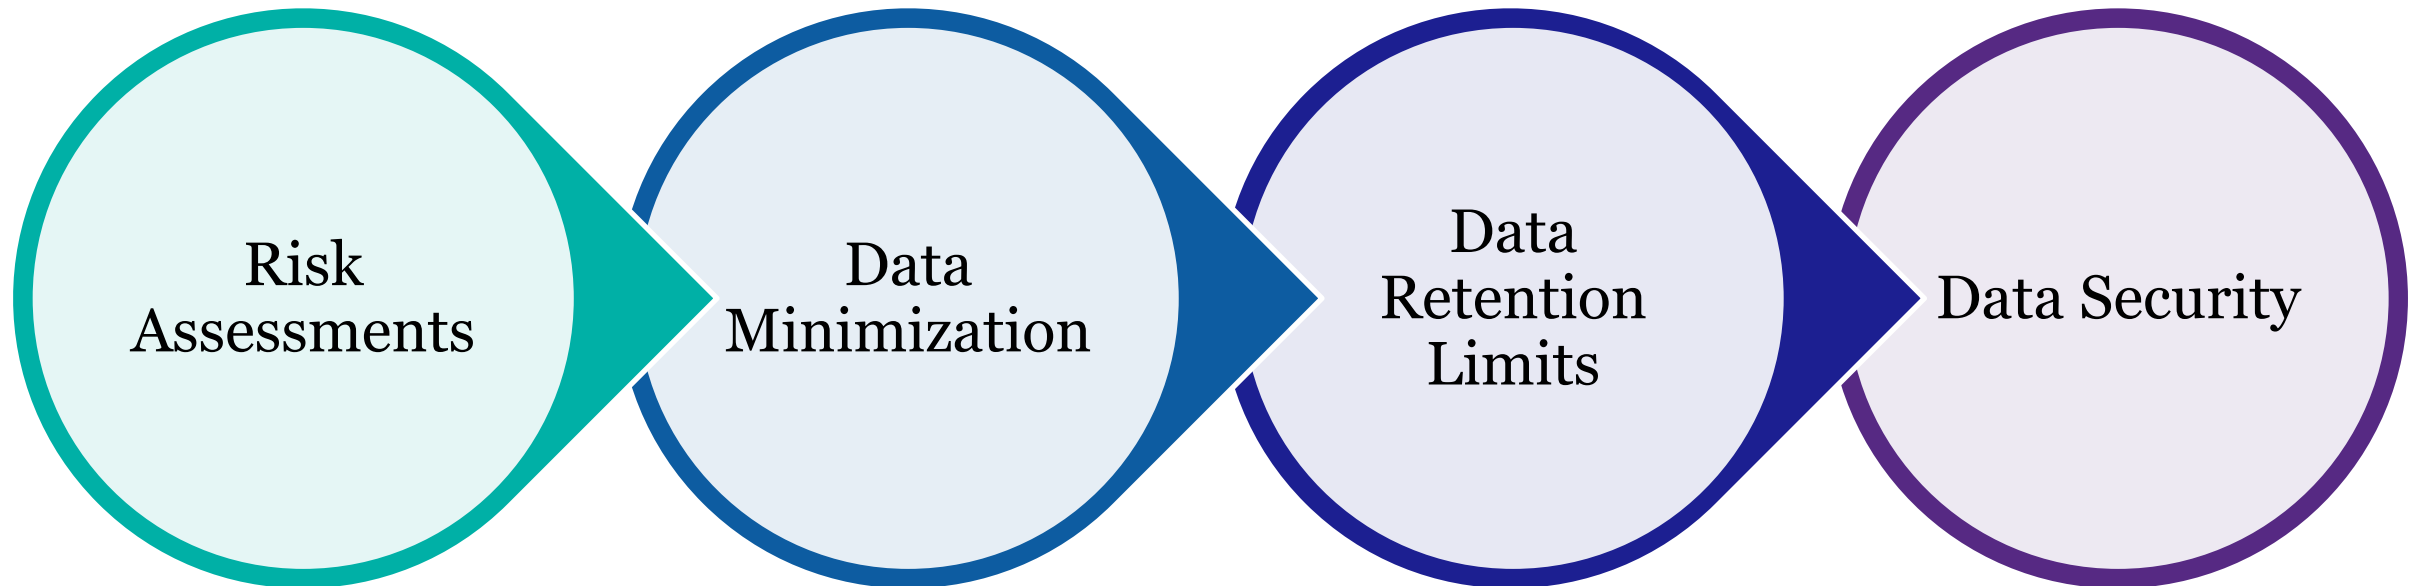 Risk
Assessments
Data
Minimization
Data
Retention
Limits
Data Security